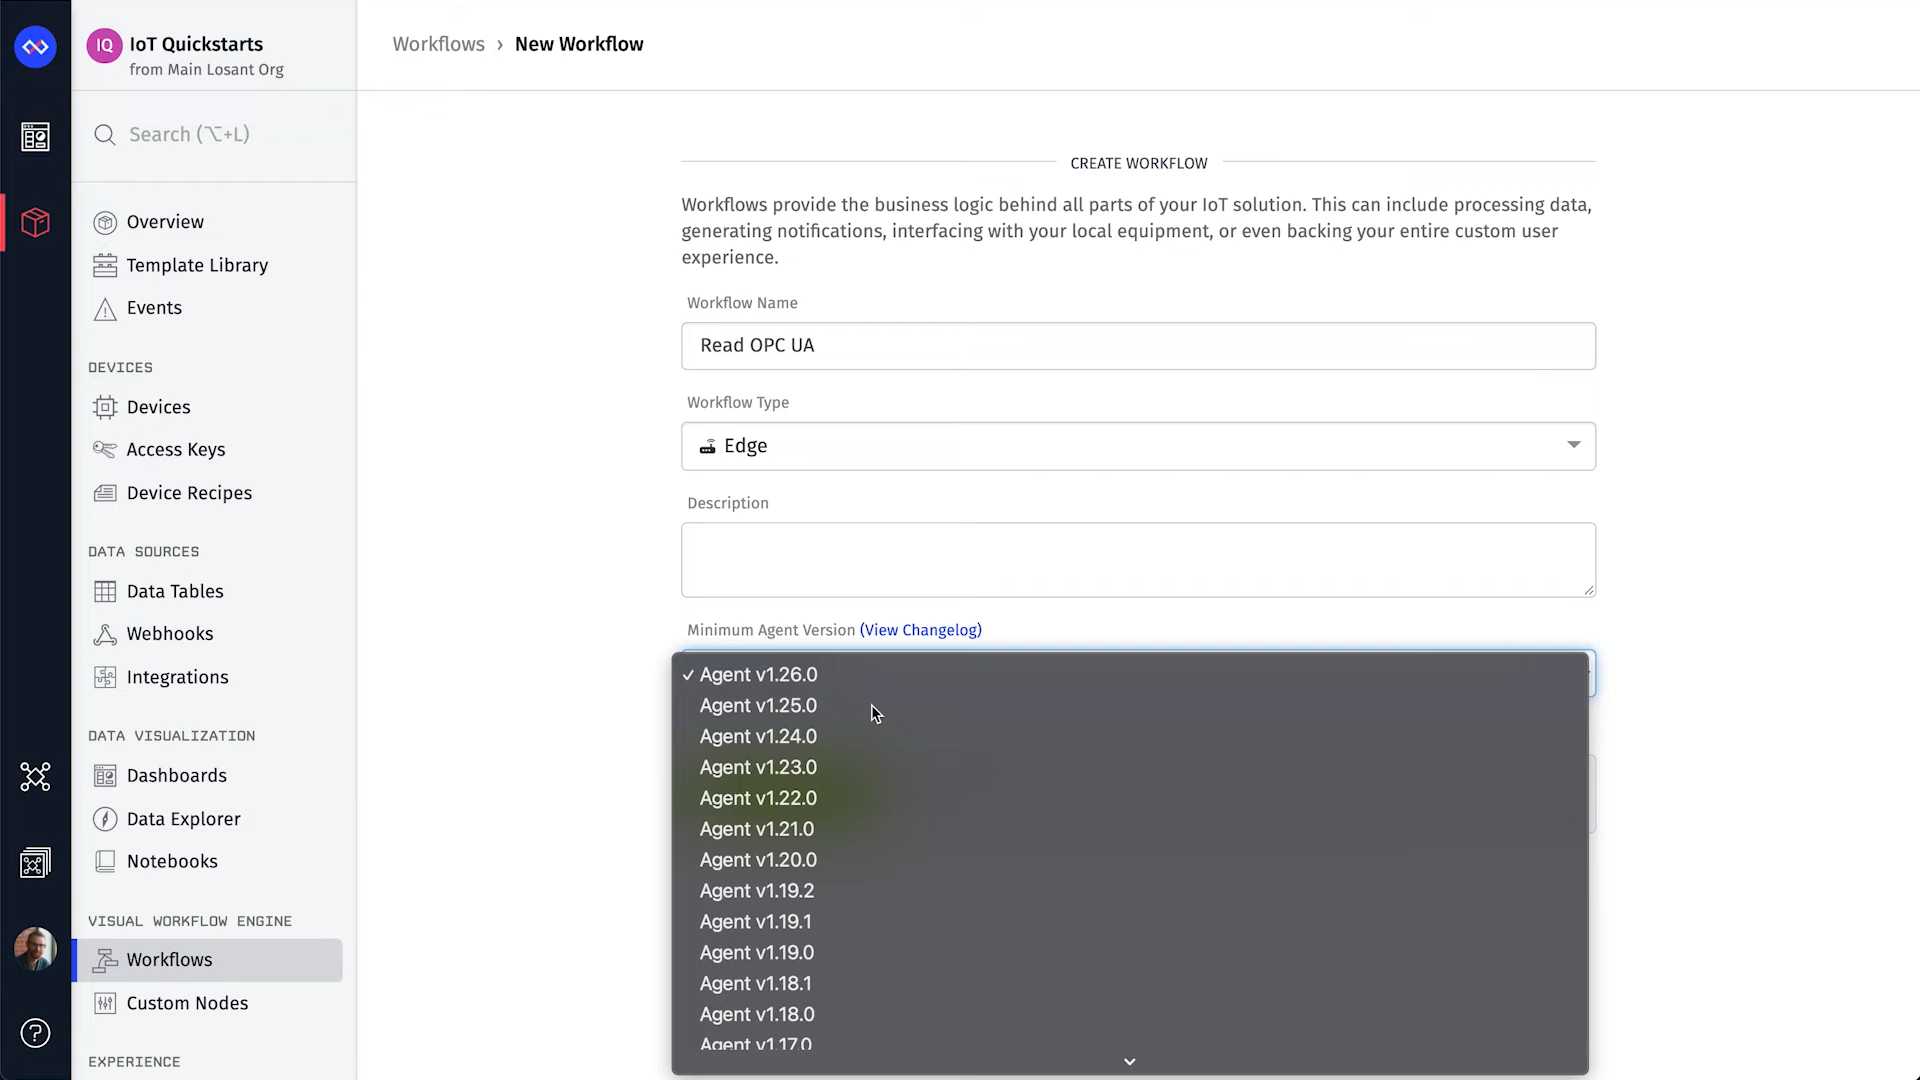 IQ
IoT Quickstarts
from Main Losant Org
Workflows › New Workflow
Search (⌥+L)
Overview
Template Library
Events
DEVICES
Devices
Access Keys
Device Recipes
DATA SOURCES
Data Tables
Webhooks
Integrations
DATA VISUALIZATION
Dashboards
Data Explorer
Notebooks
VISUAL WORKFLOW ENGINE
Workflows
Custom Nodes
EXPERIENCE
CREATE WORKFLOW
Workflows provide the business logic behind all parts of your IoT solution. This can include processing data,
generating notifications, interfacing with your local equipment, or even backing your entire custom user
experience.
Workflow Name
Read OPC UA
Workflow Type
Edge
Description
Minimum Agent Version (View Changelog)
✓ Agent v1.26.0
Agent v1.25.0
Agent v1.24.0
Agent v1.23.0
Agent v1.22.0
Agent v1.21.0
Agent v1.20.0
Agent v1.19.2
Agent v1.19.1
Agent v1.19.0
Agent v1.18.1
Agent v1.18.0
Agent v1.17.0